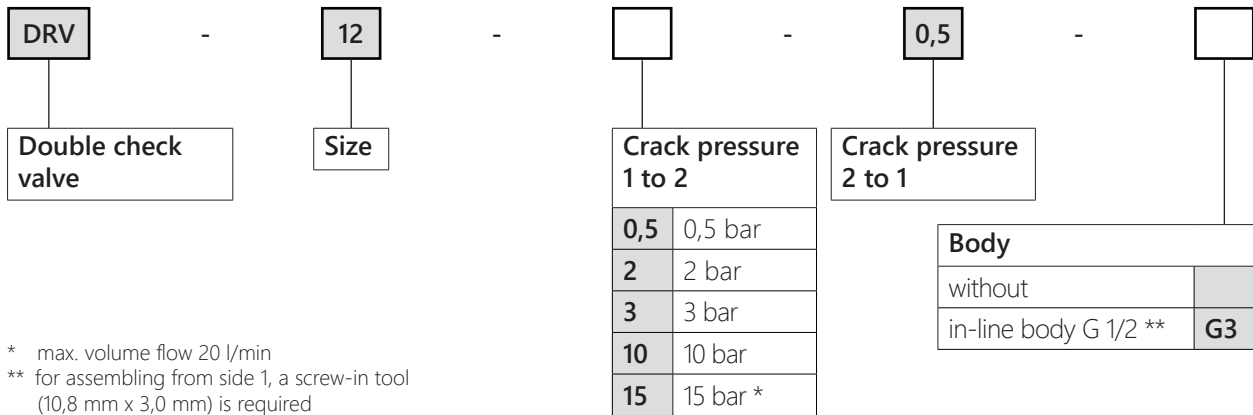 DRV - 12 - - 0,5 -
Double check
valve
Size
Crack pressure
1 to 2
0,5 0,5 bar
2 2 bar
3 3 bar
10 10 bar
15 15 bar *
Crack pressure
2 to 1
Body
without
in-line body G 1/2 ** G3
* max. volume flow 20 l/min
** for assembling from side 1, a screw-in tool
(10,8 mm x 3,0 mm) is required